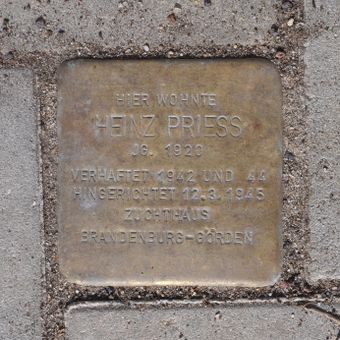 HIER WOHNTE
HEINZ PRIESS
JG. 1920
VERHAFTET 1942 UND 44
HINGERICHTET 12.3.1945
ZUCHTHAUS
BRANDENBURG-GÖRDEN